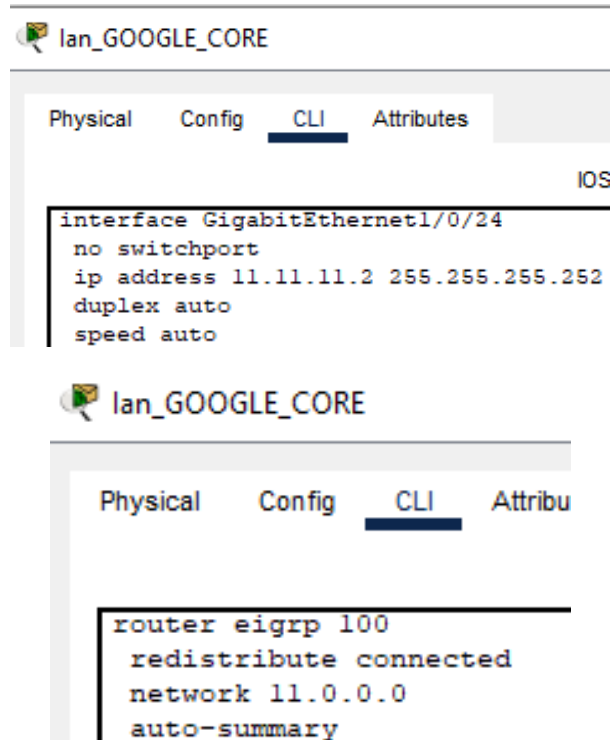 lan_GOOGLE_CORE
Physical Config CLI Attributes
IOS
interface GigabitEthernet1/0/24
no switchport
ip address 11.11.11.2 255.255.255.252
duplex auto
speed auto
lan_GOOGLE_CORE
Physical Config CLI Attribu
router eigrp 100
redistribute connected
network 11.0.0.0
auto-summary